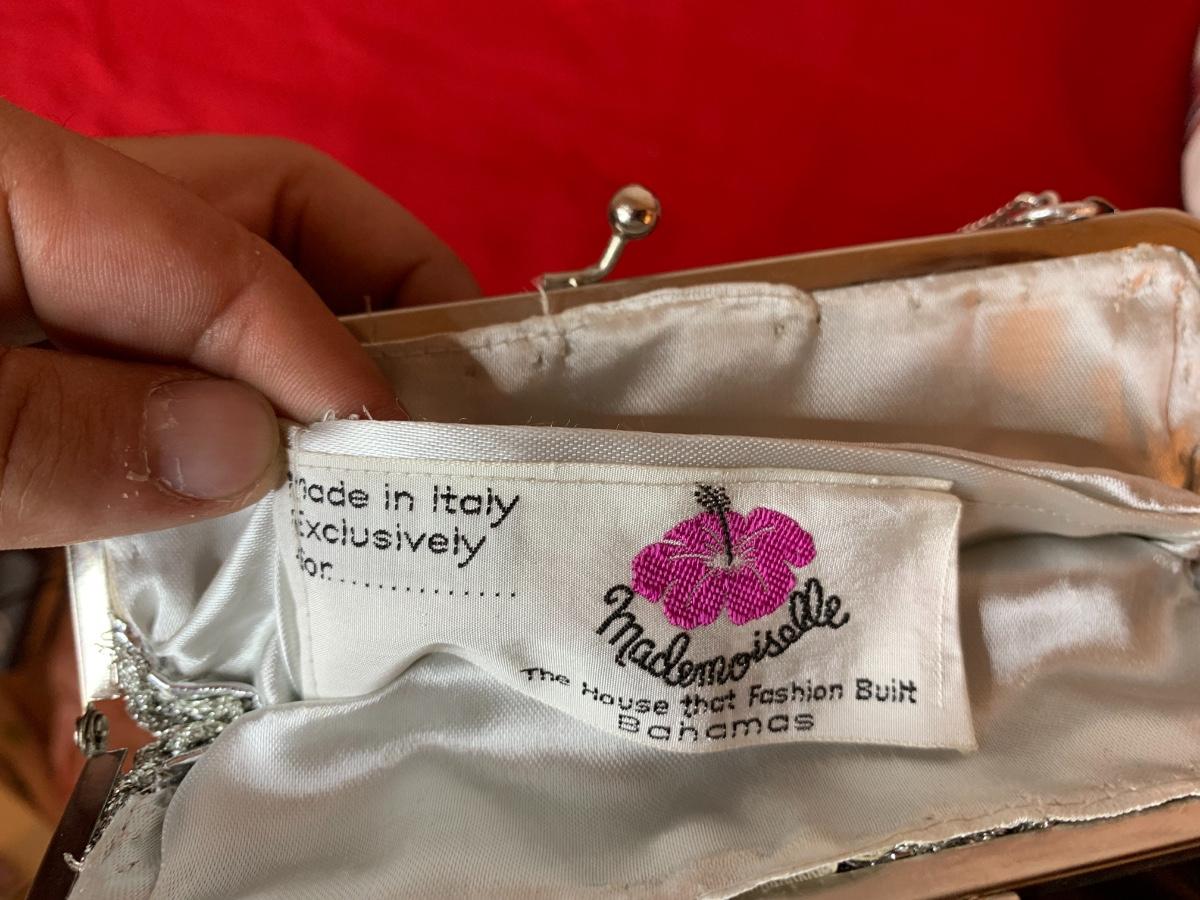 made in Italy
Exclusively
for............
Mademoiselle
The House that Fashion Built
Bahamas